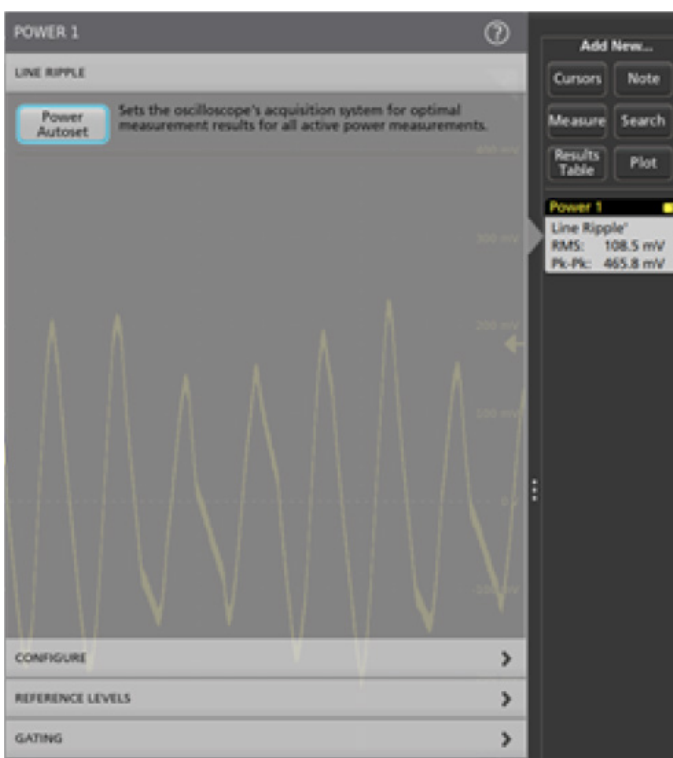 POWER 1
?
LINE RIPPLE
Power
Autoset
Sets the oscilloscope's acquisition system for optimal
measurement results for all active power measurements.
400 mV
300 mV
200 mV
100 mV
0 V
-100 mV
CONFIGURE
REFERENCE LEVELS
GATING
Add New...
Cursors
Note
Measure
Search
Results
Table
Plot
Power 1
Line Ripple'
RMS: 108.5 mV
Pk-Pk: 465.8 mV